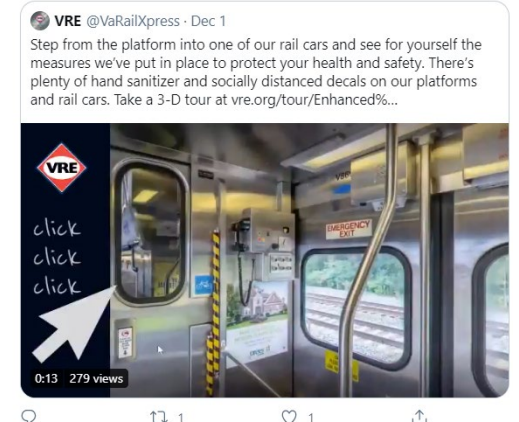 VRE @VaRailXpress · Dec 1
Step from the platform into one of our rail cars and see for yourself the
measures we've put in place to protect your health and safety. There's
plenty of hand sanitizer and socially distanced decals on our platforms
and rail cars. Take a 3-D tour at vre.org/tour/Enhanced%...
VRE
click
click
click
EMERGENCY
EXIT
0:13 279 views
1
1